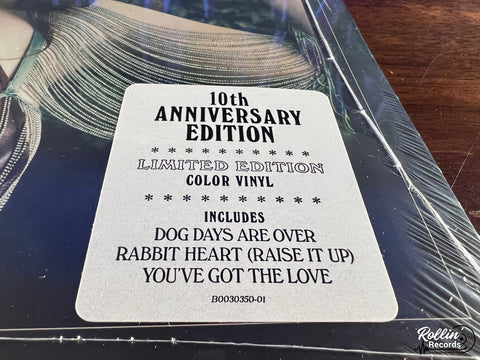 10th
ANNIVERSARY
EDITION
* * * * * * * * * *
LIMITED EDITION
COLOR VINYL
* * * * * * * * * *
INCLUDES
DOG DAYS ARE OVER
RABBIT HEART (RAISE IT UP)
YOU'VE GOT THE LOVE
B0030350-01
Rollin
Records